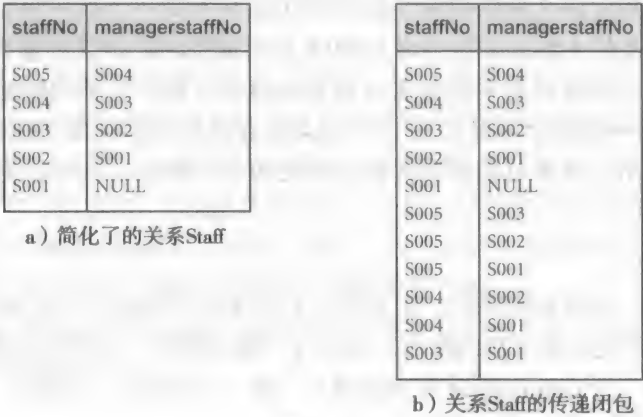 staffNo managerstaffNo
S005 S004
S004 S003
S003 S002
S002 S001
S001 NULL
a）简化了的关系Staff
staffNo managerstaffNo
S005 S004
S004 S003
S003 S002
S002 S001
S001 NULL
S005 S003
S005 S002
S005 S001
S004 S002
S004 S001
S003 S001
b）关系Staff的传递闭包